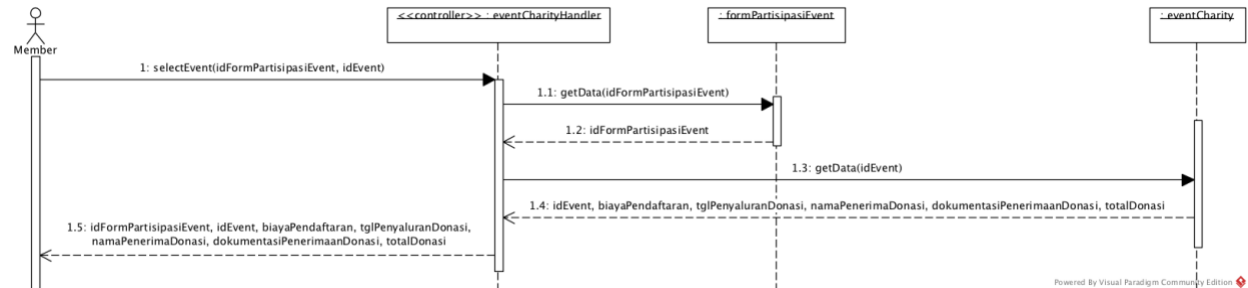 <<controller>> : eventCharityHandler
: formPartisipasiEvent
: eventCharity
Member
1: selectEvent(idFormPartisipasiEvent, idEvent)
1.1: getData(idFormPartisipasiEvent)
1.2: idFormPartisipasiEvent
1.3: getData(idEvent)
1.4: idEvent, biayaPendaftaran, tglPenyaluranDonasi, namaPenerimaDonasi, dokumentasiPenerimaanDonasi, totalDonasi
1.5: idFormPartisipasiEvent, idEvent, biayaPendaftaran, tglPenyaluranDonasi,
namaPenerimaDonasi, dokumentasiPenerimaanDonasi, totalDonasi
Powered By Visual Paradigm Community Edition